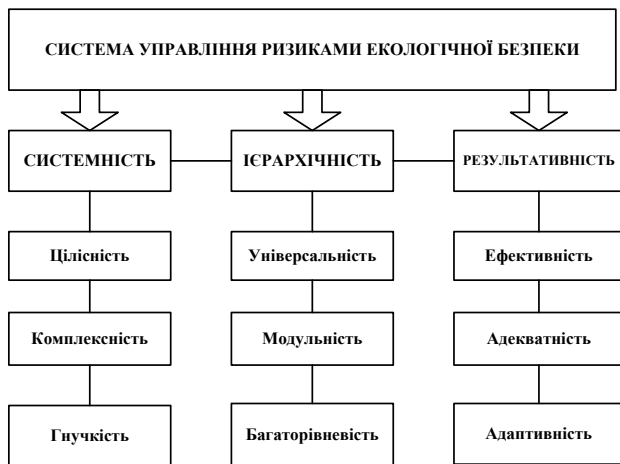 СИСТЕМА УПРАВЛІННЯ РИЗИКАМИ ЕКОЛОГІЧНОЇ БЕЗПЕКИ
СИСТЕМНІСТЬ
ІЄРАРХІЧНІСТЬ
РЕЗУЛЬТАТИВНІСТЬ
Цілісність
Універсальність
Ефективність
Комплексність
Модульність
Адекватність
Гнучкість
Багаторівневість
Адаптивність